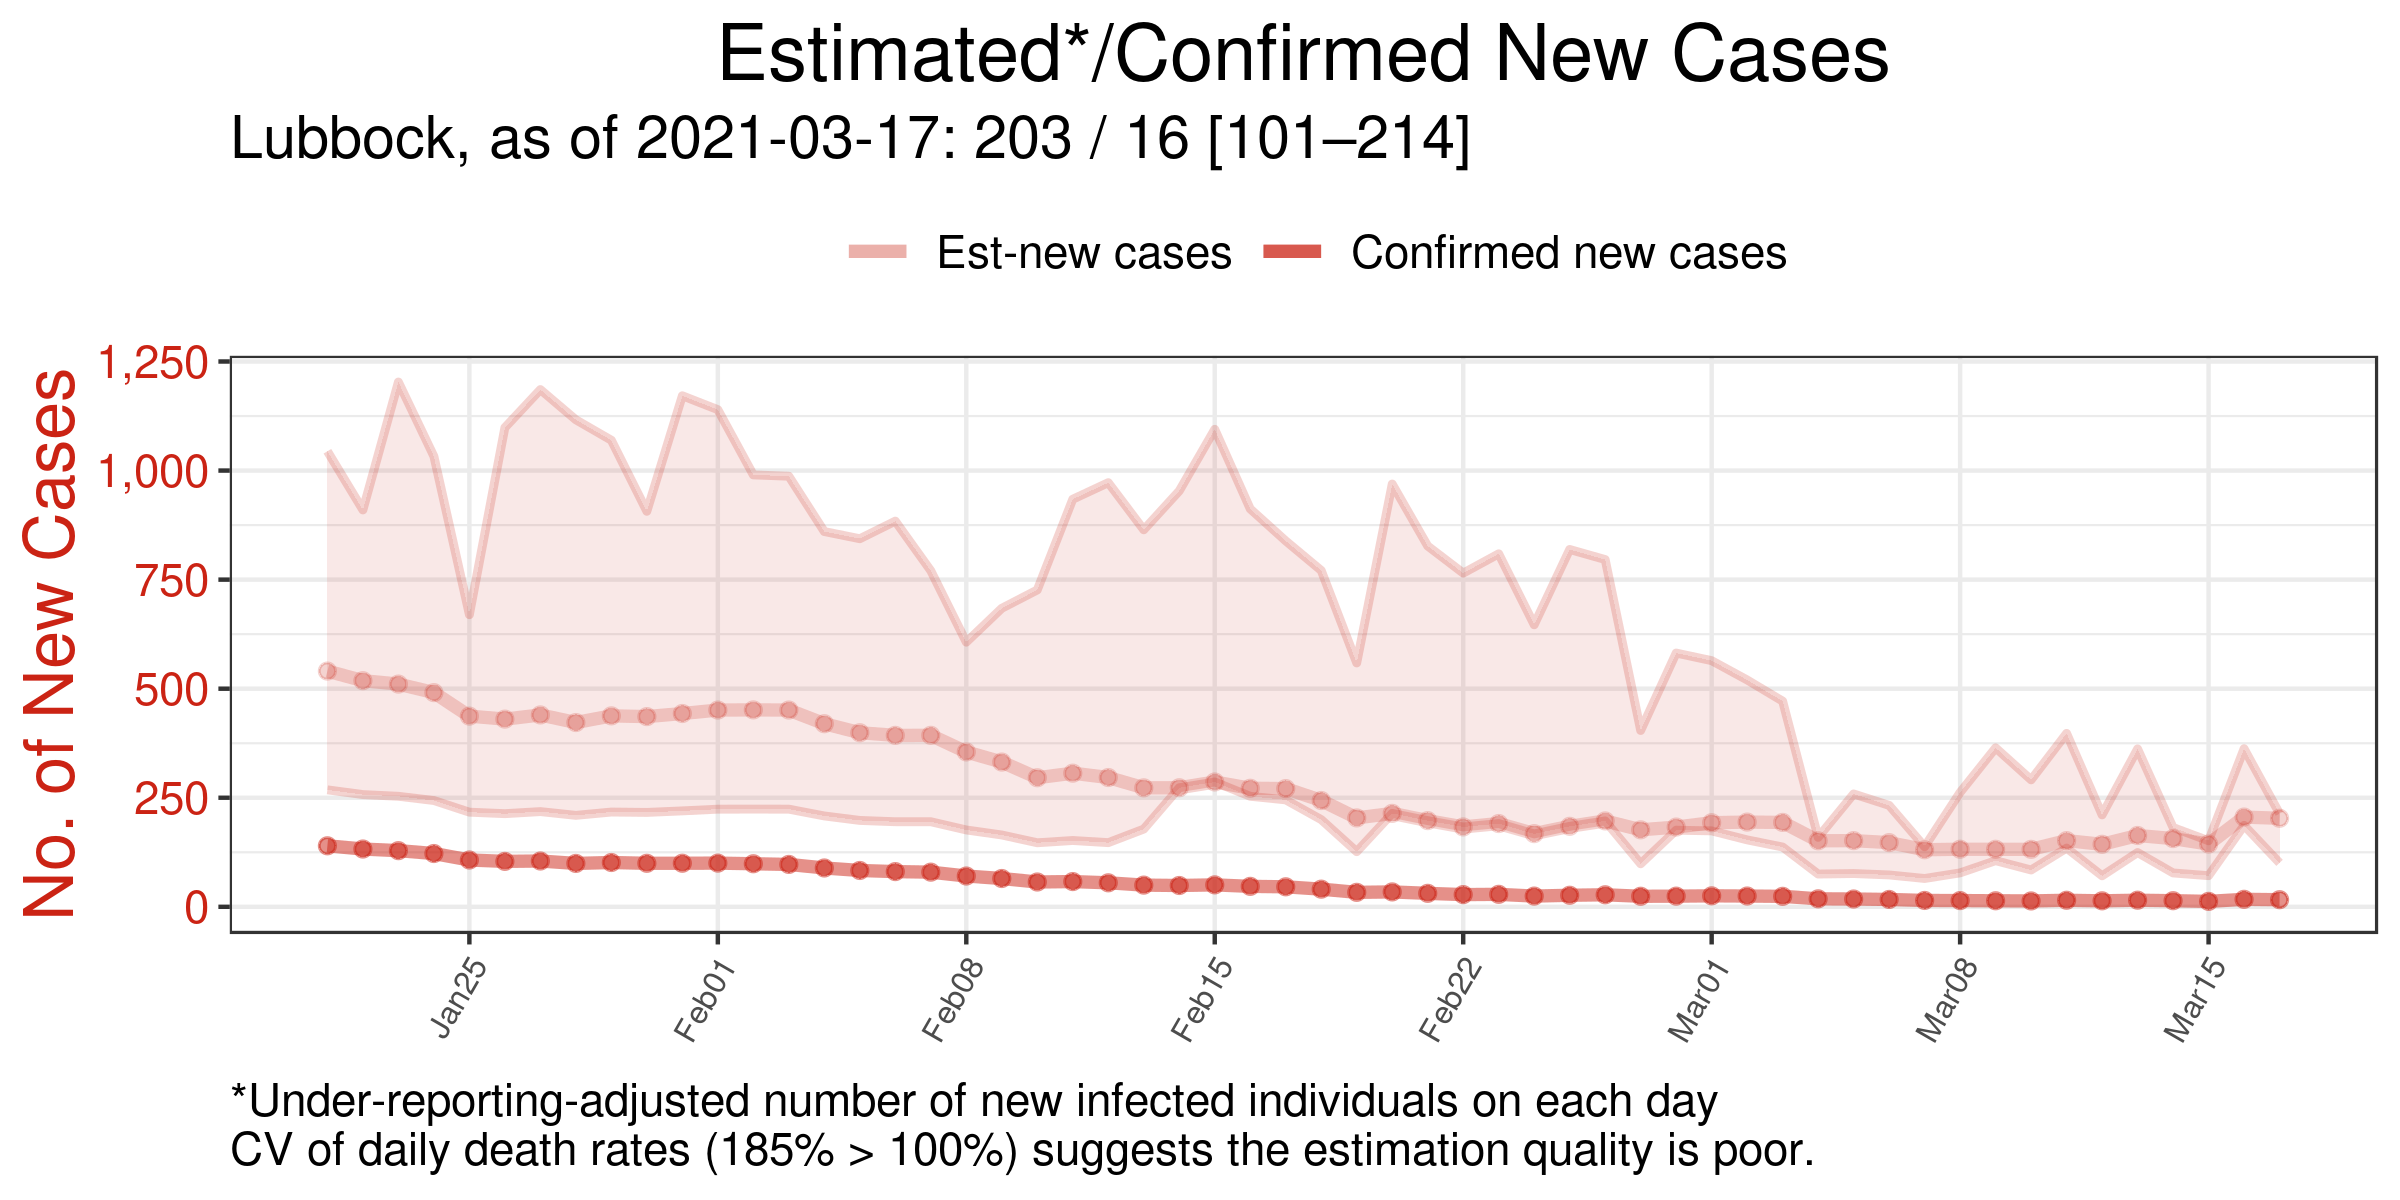 Estimated*/Confirmed New Cases
Lubbock, as of 2021-03-17: 203 / 16 [101–214]
Est-new cases
Confirmed new cases
No. of New Cases
1,250
1,000
750
500
250
0
Jan25
Feb01
Feb08
Feb15
Feb22
Mar01
Mar08
Mar15
*Under-reporting-adjusted number of new infected individuals on each day
CV of daily death rates (185% > 100%) suggests the estimation quality is poor.